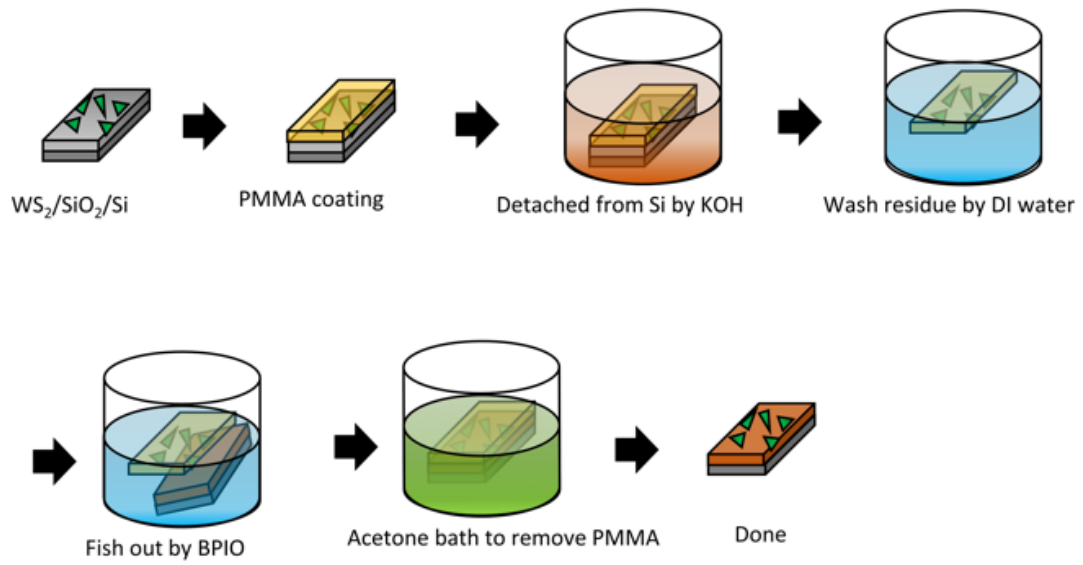 WS₂/SiO₂/Si
PMMA coating
Detached from Si by KOH
Wash residue by DI water
Fish out by BPIO
Acetone bath to remove PMMA
Done